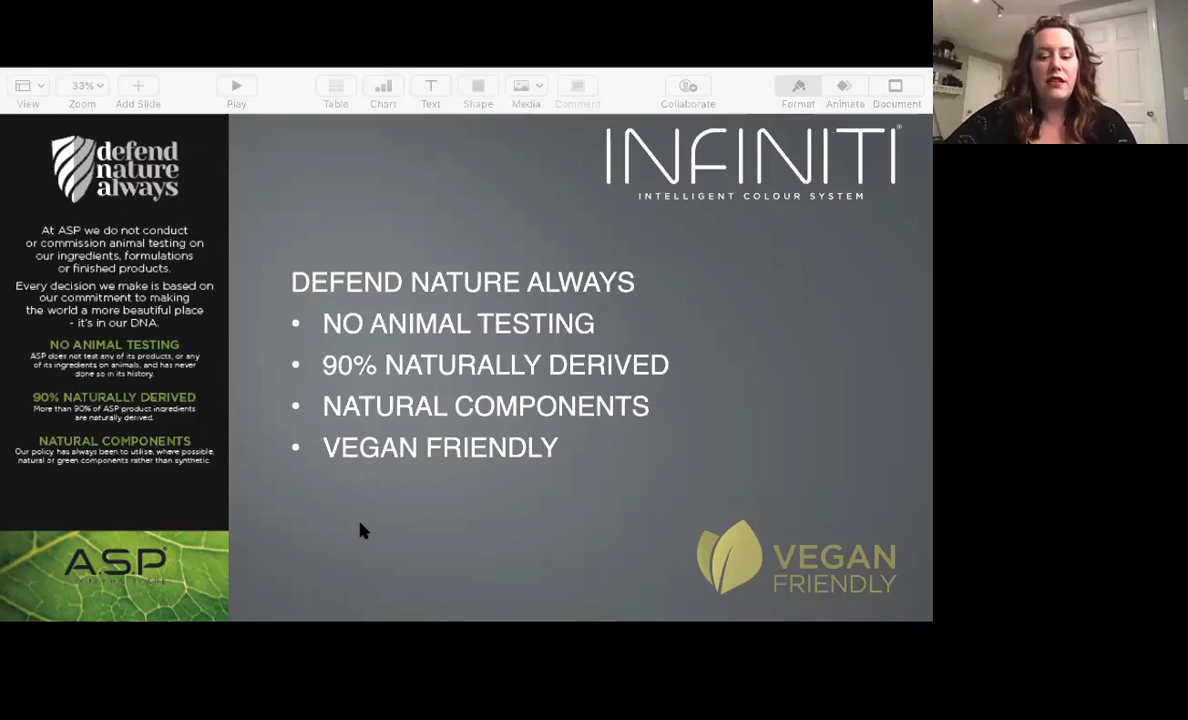 33%
View
Zoom
Add Slide
Play
Table
Chart
Text
Shape
Media
Comment
Collaborate
Format
Animate
Document
defend
nature
always
At ASP we do not conduct
or commission animal testing on
our ingredients, formulations
or finished products.
Every decision we make is based on
our commitment to making
the world a more beautiful place
- it's in our DNA.
NO ANIMAL TESTING
ASP does not test any of its products, or any
of its ingredients on animals, and has never
done so in its history.
90% NATURALLY DERIVED
More than 90% of ASP product ingredients
are naturally derived.
NATURAL COMPONENTS
Our policy has always been to utilise, where possible,
natural or green components rather than synthetic.
A.S.P®
INFINITI®
INTELLIGENT COLOUR SYSTEM
DEFEND NATURE ALWAYS
• NO ANIMAL TESTING
• 90% NATURALLY DERIVED
• NATURAL COMPONENTS
• VEGAN FRIENDLY
VEGAN
FRIENDLY